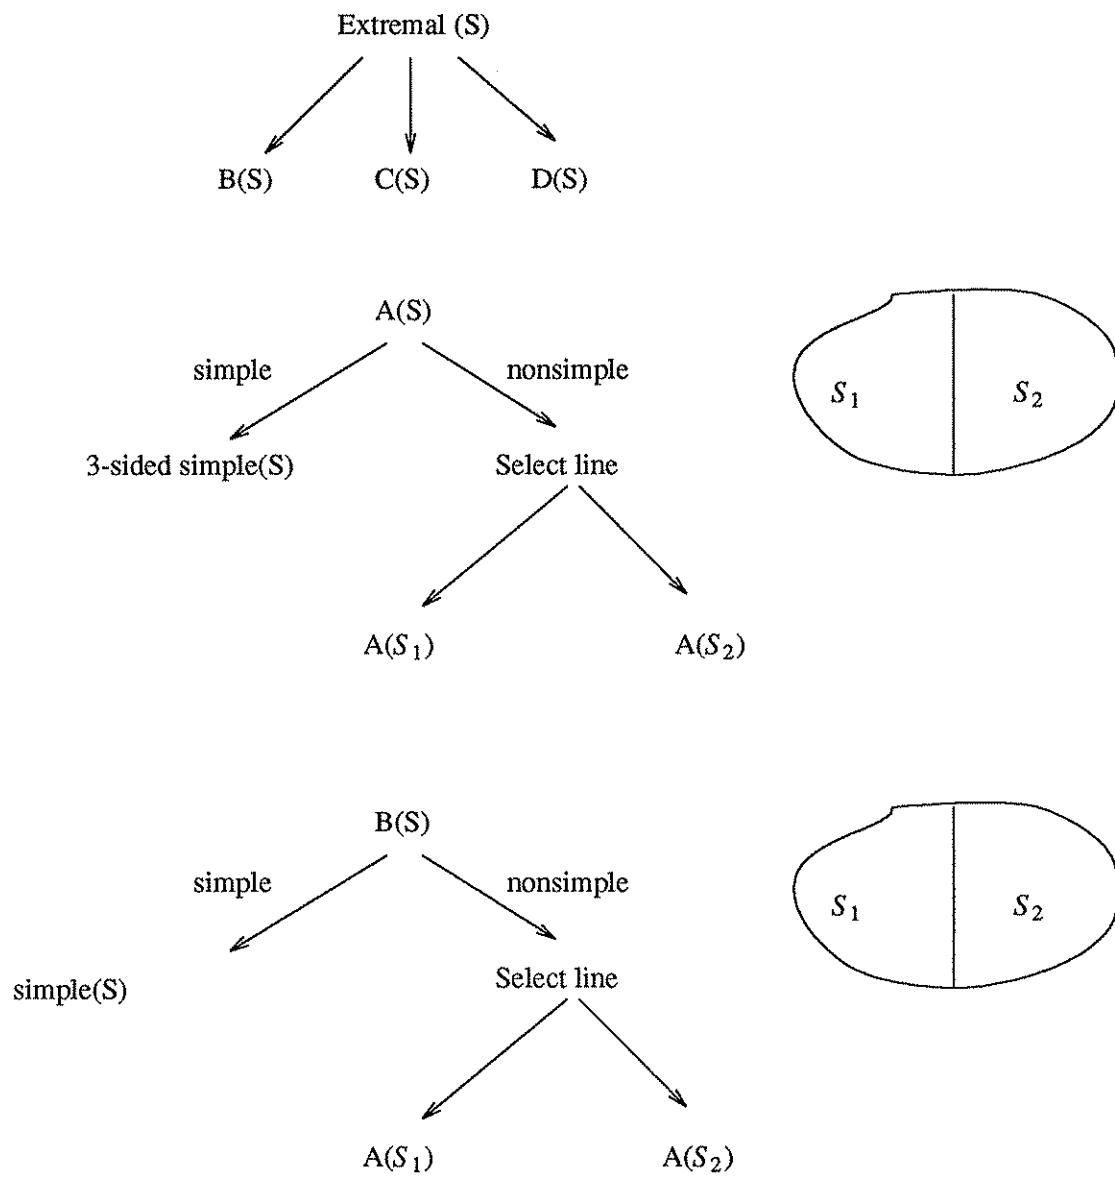 Extremal (S)
B(S) C(S) D(S)
A(S)
simple nonsimple
S₁ S₂
3-sided simple(S) Select line
A(S₁) A(S₂)
B(S)
simple nonsimple
S₁ S₂
simple(S) Select line
A(S₁) A(S₂)